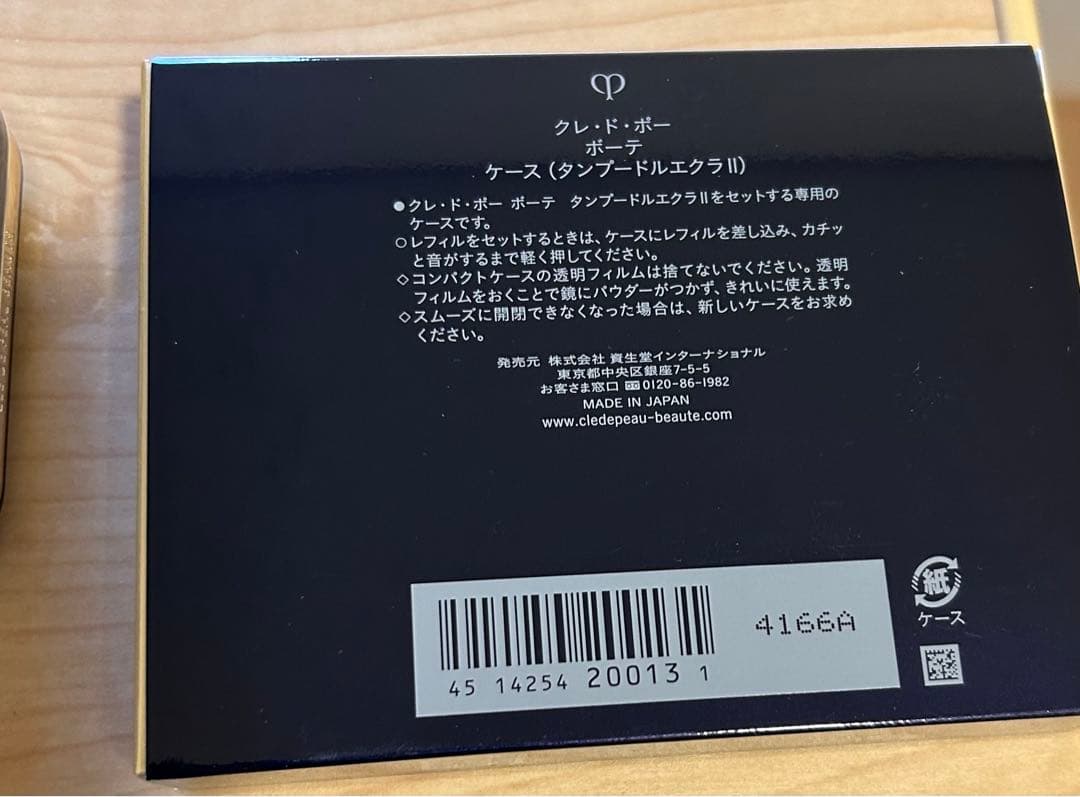 クレ・ド・ポー
ボーテ
ケース（タンプードルエクラⅡ）
●クレ・ド・ポー ボーテ タンプードルエクラⅡをセットする専用の
ケースです。
○レフィルをセットするときは、ケースにレフィルを差し込み、カチッ
と音がするまで軽く押してください。
◇コンパクトケースの透明フィルムは捨てないでください。透明
フィルムをおくことで鏡にパウダーがつかず、きれいに使えます。
◇スムーズに開閉できなくなった場合は、新しいケースをお求め
ください。
発売元 株式会社 資生堂インターナショナル
東京都中央区銀座7-5-5
お客さま窓口 0120-86-1982
MADE IN JAPAN
www.cledepeau-beaute.com
4166A
45 14254 20013 1
紙
ケース